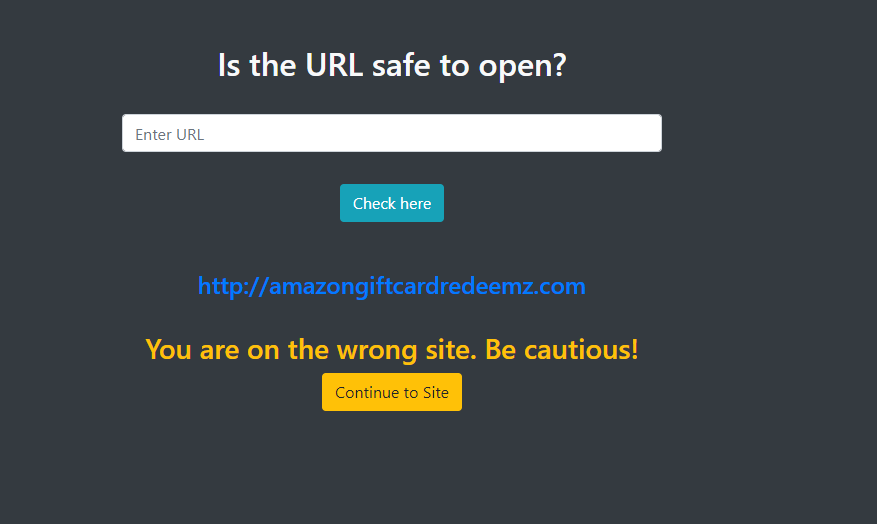 Is the URL safe to open?
Enter URL
Check here
http://amazongiftcardredeemz.com
You are on the wrong site. Be cautious!
Continue to Site